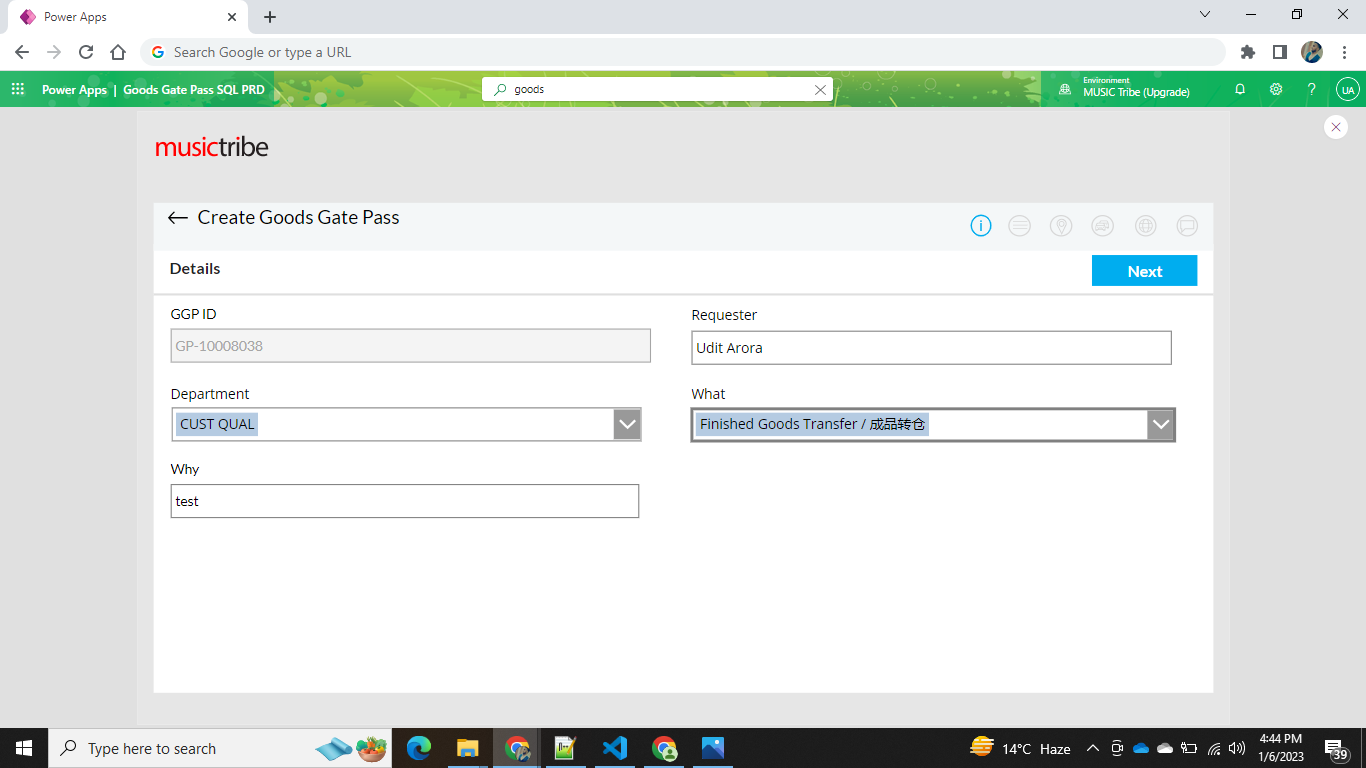 Power Apps
Search Google or type a URL
Power Apps | Goods Gate Pass SQL PRD
goods
Environment
MUSIC Tribe (Upgrade)
?
UA
musictribe
Create Goods Gate Pass
i
Details
Next
GGP ID
Requester
GP-10008038
Udit Arora
Department
What
CUST QUAL
Finished Goods Transfer / 成品转仓
Why
test
Type here to search
14°C Haze
4:44 PM
1/6/2023
39